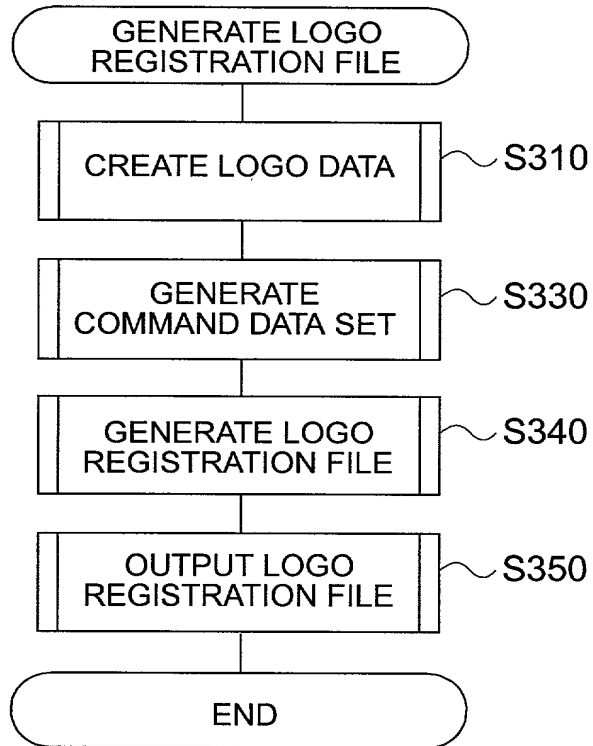 GENERATE LOGO
REGISTRATION FILE
CREATE LOGO DATA
S310
GENERATE
COMMAND DATA SET
S330
GENERATE LOGO
REGISTRATION FILE
S340
OUTPUT LOGO
REGISTRATION FILE
S350
END